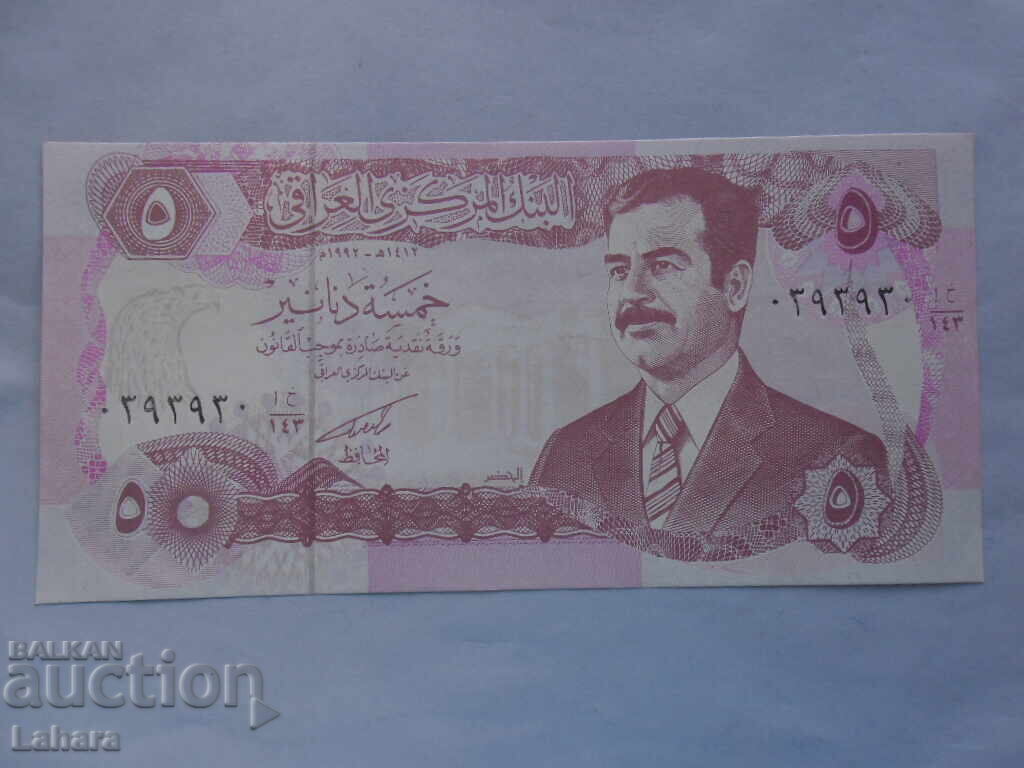 ٥
البنك المركزي العراقي
٥
١٤١٢هـ - ١٩٩٢م
خمسة دنانير
ورقة نقدية صادرة بموجب القانون
عن البنك المركزي العراقي
٠٣٩٣٩٣٠
خ أ
١٤٣
٠٣٩٣٩٣٠
خ أ
١٤٣
المحافظ
الحضر
٥
٥
BALKAN
auction
Lahara